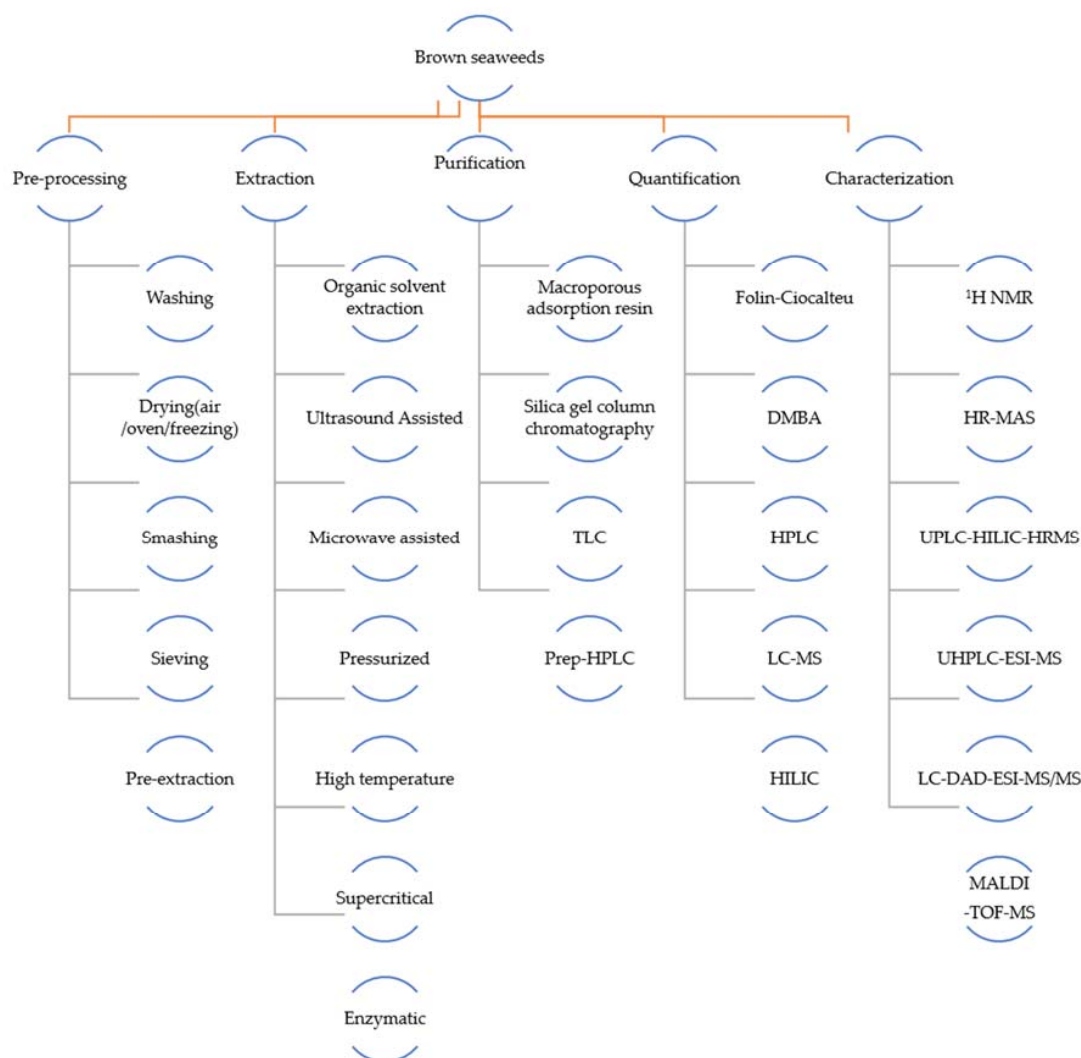 Brown seaweeds
Pre-processing
Extraction
Purification
Quantification
Characterization
Washing
Drying(air
/oven/freezing)
Smashing
Sieving
Pre-extraction
Organic solvent
extraction
Ultrasound Assisted
Microwave assisted
Pressurized
High temperature
Supercritical
Enzymatic
Macroporous
adsorption resin
Silica gel column
chromatography
TLC
Prep-HPLC
Folin-Ciocalteu
DMBA
HPLC
LC-MS
HILIC
¹H NMR
HR-MAS
UPLC-HILIC-HRMS
UHPLC-ESI-MS
LC-DAD-ESI-MS/MS
MALDI
-TOF-MS